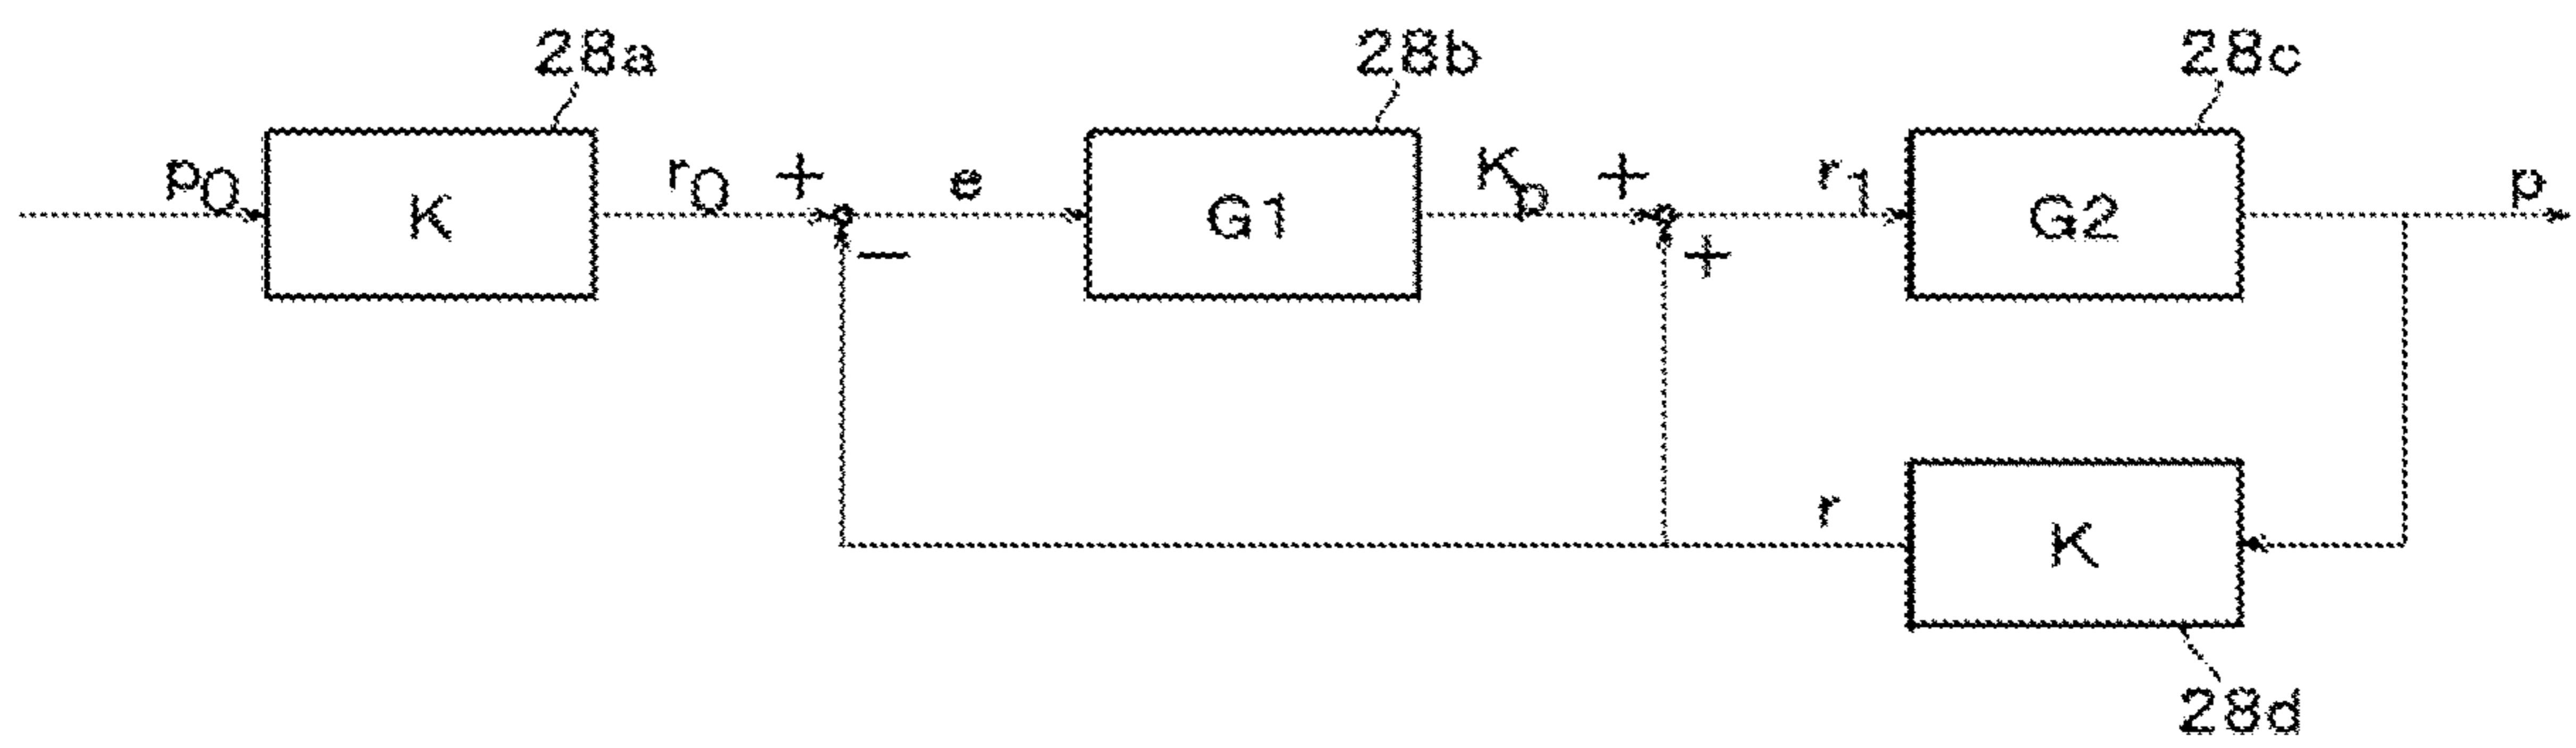 28a 28b 28c
p0 K r0 + e G1 Kp + r1 G2 p
− +
r K
28d